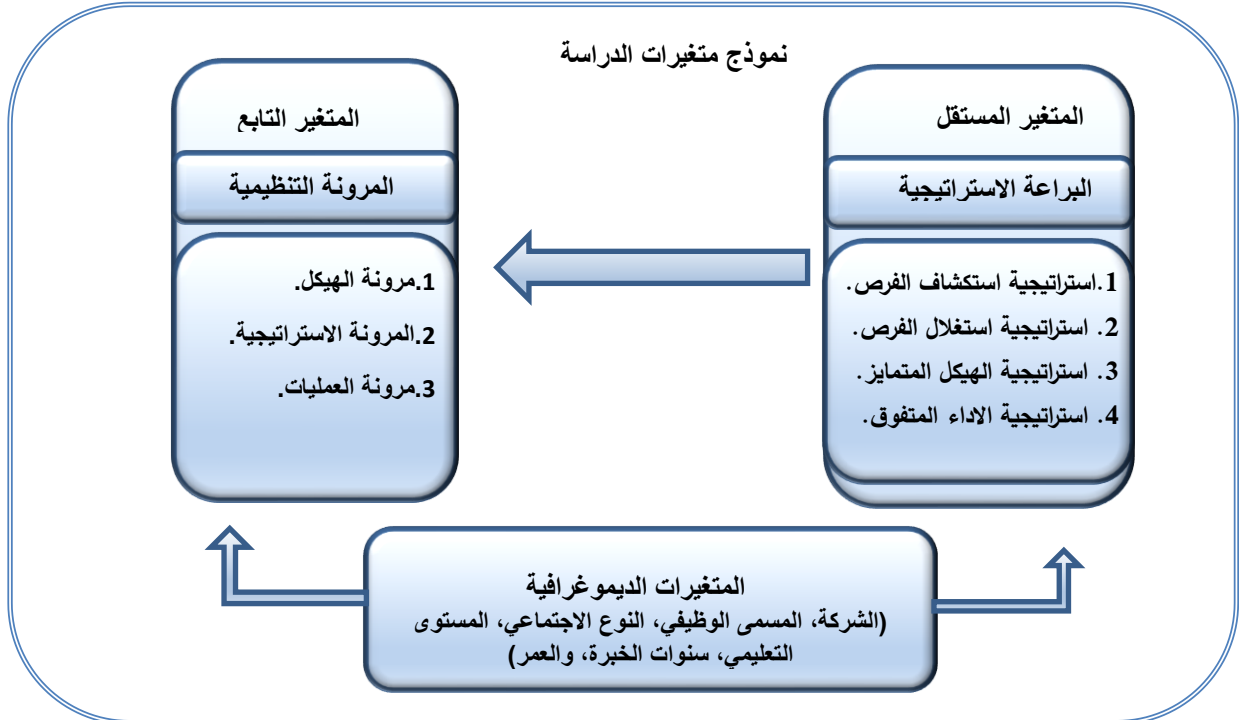 نموذج متغيرات الدراسة
المتغير المستقل
البراعة الاستراتيجية
1.استراتيجية استكشاف الفرص.
2. استراتيجية استغلال الفرص.
3. استراتيجية الهيكل المتمايز.
4. استراتيجية الاداء المتفوق.
المتغير التابع
المرونة التنظيمية
1.مرونة الهيكل.
2.المرونة الاستراتيجية.
3.مرونة العمليات.
المتغيرات الديموغرافية
(الشركة، المسمى الوظيفي، النوع الاجتماعي، المستوى
التعليمي، سنوات الخبرة، والعمر)